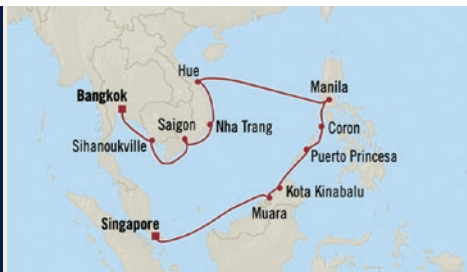 Hue
Manila
Bangkok
Coron
Saigon
Nha Trang
Sihanoukville
Puerto Princesa
Kota Kinabalu
Muara
Singapore